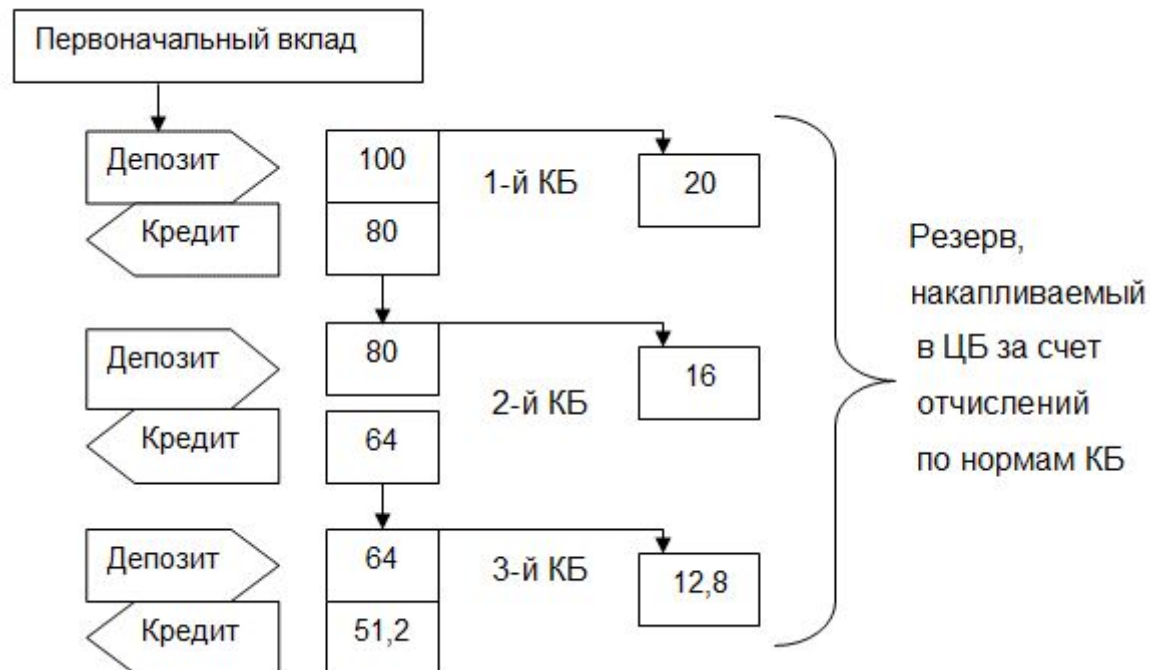 Первоначальный вклад
Депозит
100
1-й КБ
20
Кредит
80
Депозит
80
2-й КБ
16
Кредит
64
Депозит
64
3-й КБ
12,8
Кредит
51,2
Резерв,
накапливаемый
в ЦБ за счет
отчислений
по нормам КБ